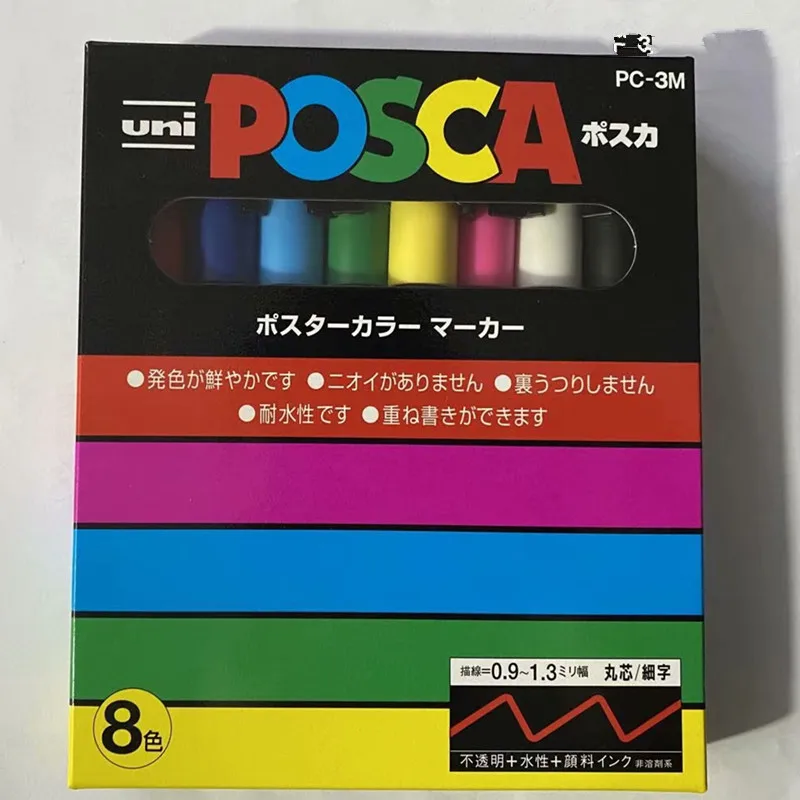 PC-3M
uni POSCA ポスカ
ポスターカラー マーカー
●発色が鮮やかです ●ニオイがありません ●裏うつりしません
●耐水性です ●重ね書きができます
描線=0.9~1.3ミリ幅 丸芯/細字
8色
不透明+水性+顔料インク 非溶剤系